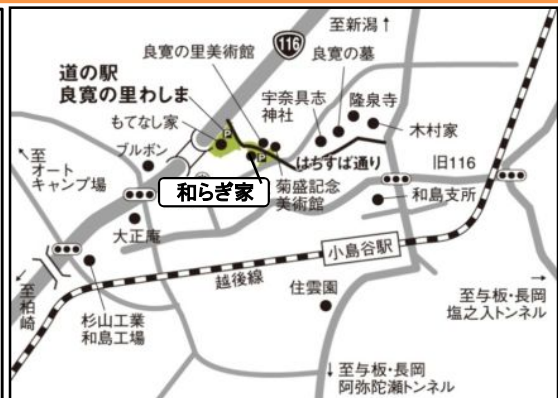 至新潟↑
116
良寛の里美術館
良寛の墓
道の駅
良寛の里わしま
宇奈具志
神社
隆泉寺
もてなし家
P
木村家
ブルボン
はちすば通り
旧116
↖至
オート
キャンプ場
P
和らぎ家
菊盛記念
美術館
和島支所
大正庵
小島谷駅
越後線
↙至柏崎
住雲園
→
至与板・長岡
塩之入トンネル
杉山工業
和島工場
↓至与板・長岡
阿弥陀瀬トンネル